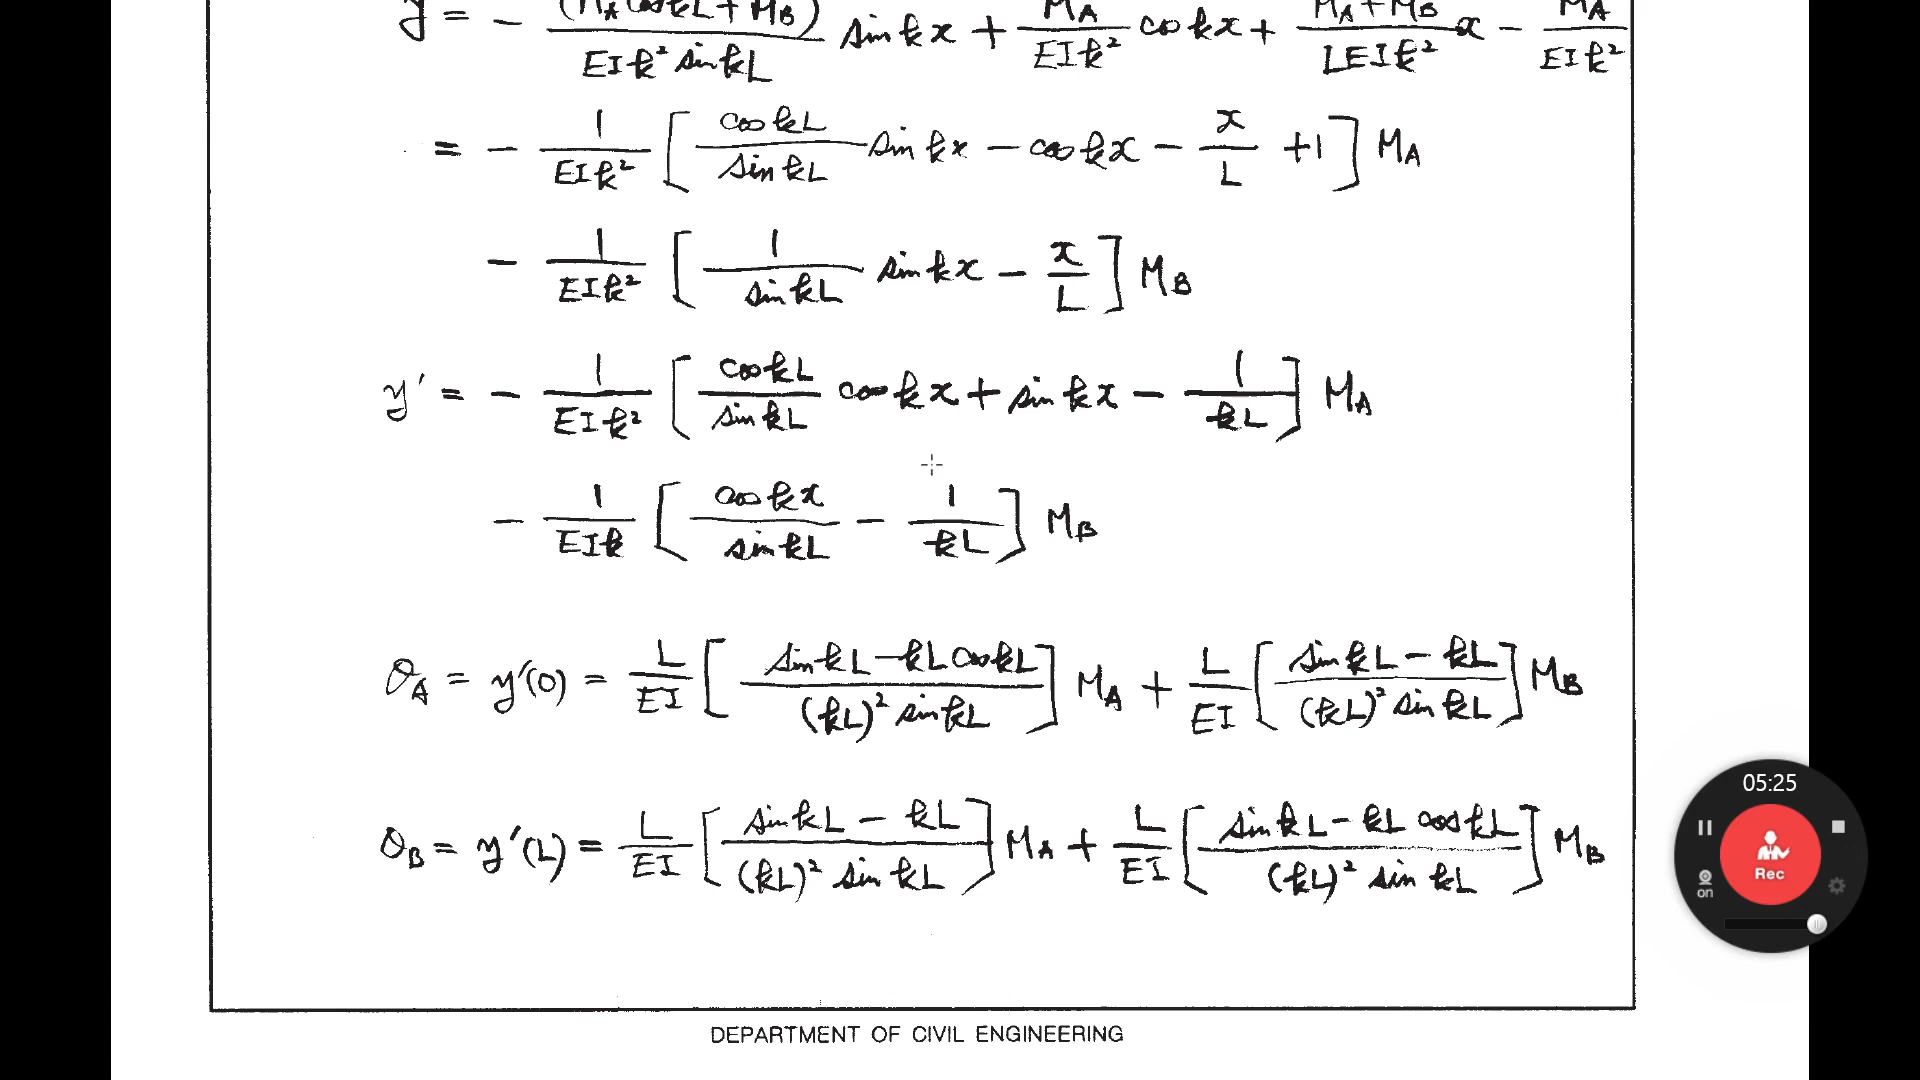 y = - (M_A cos kL + M_B) / (EIk² sin kL) sin kx + M_A / (EIk²) cos kx + (M_A + M_B) / (LEIk²) x - M_A / (EIk²)
= - 1 / (EIk²) [ cos kL / sin kL sin kx - cos kx - x / L + 1 ] M_A
- 1 / (EIk²) [ 1 / sin kL sin kx - x / L ] M_B
y' = - 1 / (EIk²) [ cos kL / sin kL cos kx + sin kx - 1 / kL ] M_A
- 1 / (EIk) [ cos kx / sin kL - 1 / kL ] M_B
θ_A = y'(0) = L / EI [ (sin kL - kL cos kL) / ((kL)² sin kL) ] M_A + L / EI [ (sin kL - kL) / ((kL)² sin kL) ] M_B
θ_B = y'(L) = L / EI [ (sin kL - kL) / ((kL)² sin kL) ] M_A + L / EI [ (sin kL - kL cos kL) / ((kL)² sin kL) ] M_B
05:25
Rec
on
DEPARTMENT OF CIVIL ENGINEERING